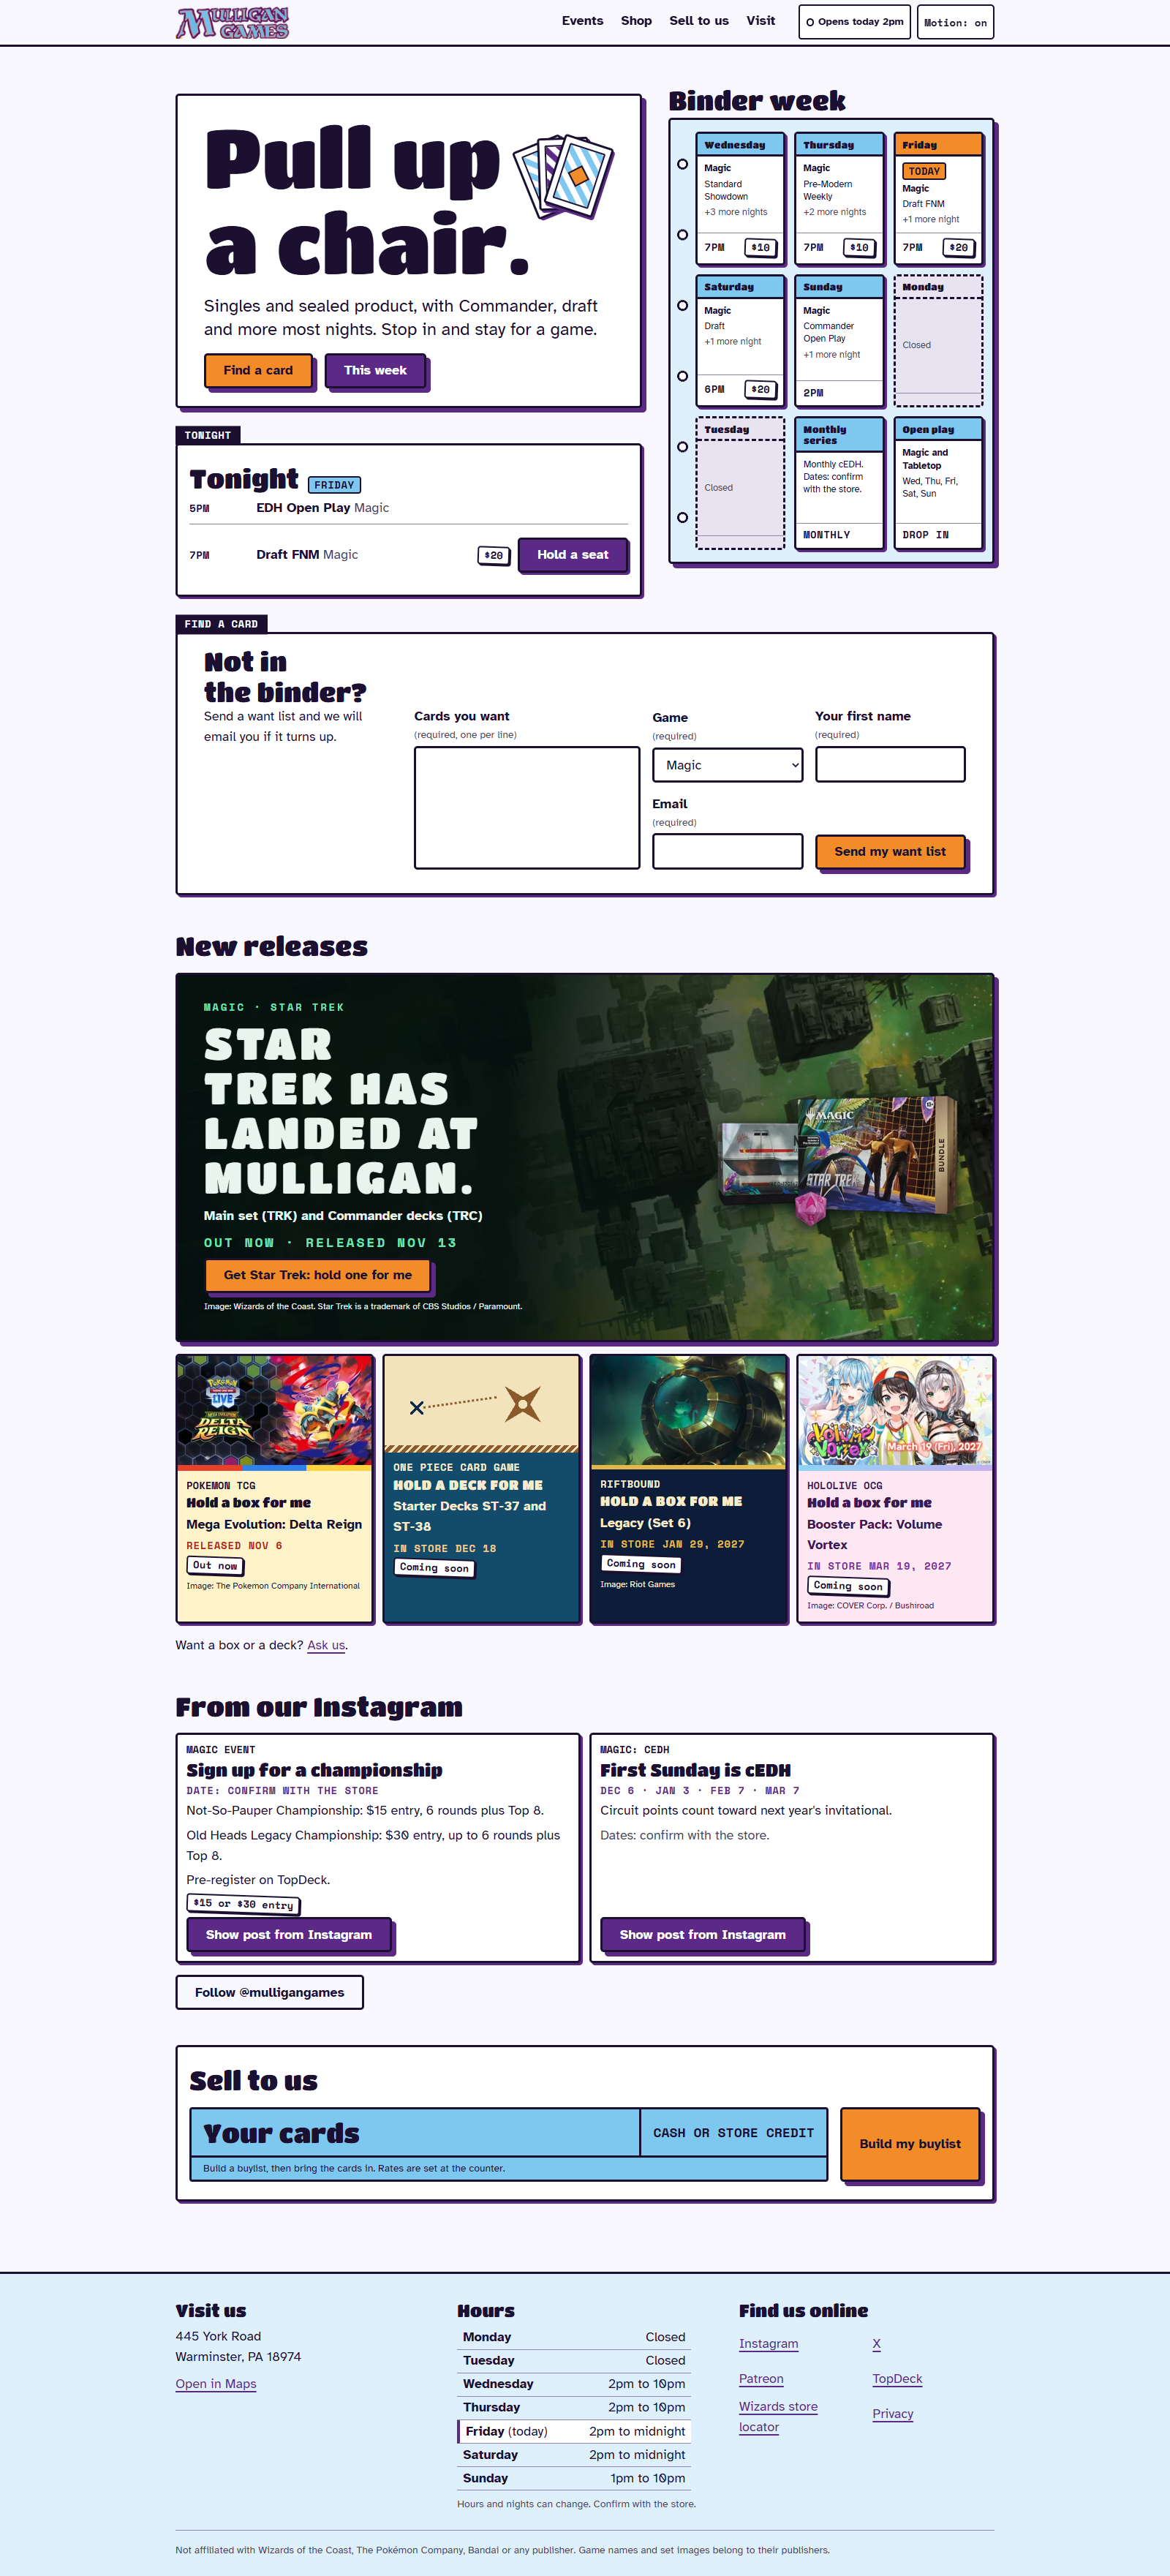 MULLIGAN
GAMES
Events
Shop
Sell to us
Visit
Opens today 2pm
Motion: on
Pull up
a chair.
Singles and sealed product, with Commander, draft
and more most nights. Stop in and stay for a game.
Find a card
This week
Binder week
Wednesday
Magic
Standard
Showdown
+3 more nights
7PM
$10
Thursday
Magic
Pre-Modern
Weekly
+2 more nights
7PM
$10
Friday
TODAY
Magic
Draft FNM
+1 more night
7PM
$20
Saturday
Magic
Draft
+1 more night
6PM
$20
Sunday
Magic
Commander
Open Play
+1 more night
2PM
Monday
Closed
Tuesday
Closed
Monthly
series
Monthly cEDH.
Dates: confirm
with the store.
MONTHLY
Open play
Magic and
Tabletop
Wed, Thu, Fri,
Sat, Sun
DROP IN
TONIGHT
Tonight
FRIDAY
5PM
EDH Open Play Magic
7PM
Draft FNM Magic
$20
Hold a seat
FIND A CARD
Not in
the binder?
Send a want list and we will
email you if it turns up.
Cards you want
(required, one per line)
Game
(required)
Magic
Your first name
(required)
Email
(required)
Send my want list
New releases
MAGIC · STAR TREK
STAR
TREK HAS
LANDED AT
MULLIGAN.
Main set (TRK) and Commander decks (TRC)
OUT NOW · RELEASED NOV 13
Get Star Trek: hold one for me
Image: Wizards of the Coast. Star Trek is a trademark of CBS Studios / Paramount.
MAGIC
STAR TREK
BUNDLE
Pokémon
LIVE
DELTA
REIGN
POKEMON TCG
Hold a box for me
Mega Evolution: Delta Reign
RELEASED NOV 6
Out now
Image: The Pokemon Company International
ONE PIECE CARD GAME
HOLD A DECK FOR ME
Starter Decks ST-37 and
ST-38
IN STORE DEC 18
Coming soon
RIFTBOUND
HOLD A BOX FOR ME
Legacy (Set 6)
IN STORE JAN 29, 2027
Coming soon
Image: Riot Games
Volume
Vortex
March 19 (Fri), 2027
HOLOLIVE OCG
Hold a box for me
Booster Pack: Volume
Vortex
IN STORE MAR 19, 2027
Coming soon
Image: COVER Corp. / Bushiroad
Want a box or a deck? Ask us.
From our Instagram
MAGIC EVENT
Sign up for a championship
DATE: CONFIRM WITH THE STORE
Not-So-Pauper Championship: $15 entry, 6 rounds plus Top 8.
Old Heads Legacy Championship: $30 entry, up to 6 rounds plus
Top 8.
Pre-register on TopDeck.
$15 or $30 entry
Show post from Instagram
MAGIC: CEDH
First Sunday is cEDH
DEC 6 · JAN 3 · FEB 7 · MAR 7
Circuit points count toward next year's invitational.
Dates: confirm with the store.
Show post from Instagram
Follow @mulligangames
Sell to us
Your cards
CASH OR STORE CREDIT
Build a buylist, then bring the cards in. Rates are set at the counter.
Build my buylist
Visit us
445 York Road
Warminster, PA 18974
Open in Maps
Hours
Monday Closed
Tuesday Closed
Wednesday 2pm to 10pm
Thursday 2pm to 10pm
Friday (today) 2pm to midnight
Saturday 2pm to midnight
Sunday 1pm to 10pm
Hours and nights can change. Confirm with the store.
Find us online
Instagram
X
Patreon
TopDeck
Wizards store
locator
Privacy
Not affiliated with Wizards of the Coast, The Pokémon Company, Bandai or any publisher. Game names and set images belong to their publishers.